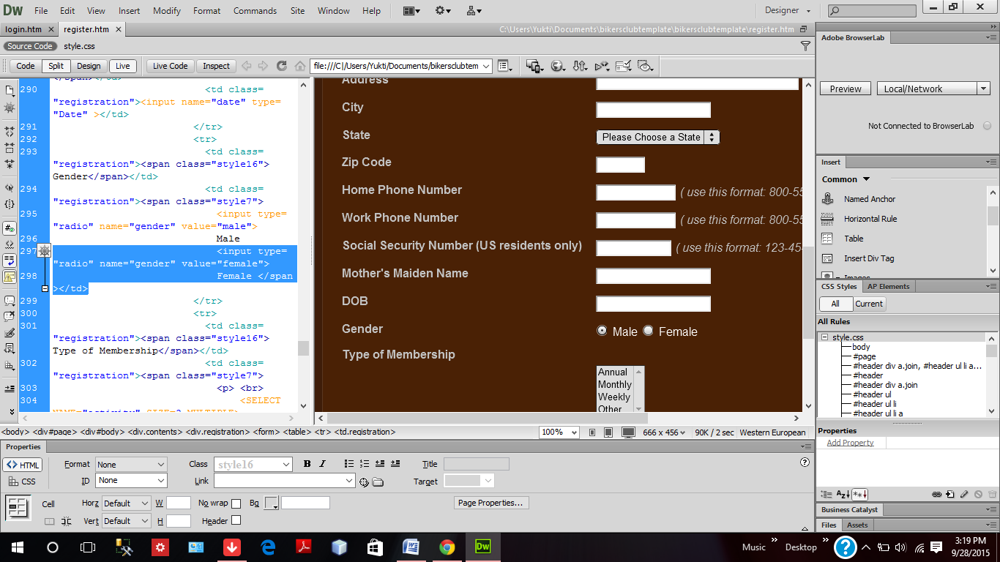 Dw File Edit View Insert Modify Format Commands Site Window Help Designer
login.htm × register.htm × C:\Users\Yukti\Documents\bikersclubtemplate\bikersclubtemplate\register.htm
Source Code style.css
Code Split Design Live Live Code Inspect file:///C|/Users/Yukti/Documents/bikersclubtem
290 <td class=
"registration"><input name="date" type=
"Date" ></td>
291 </tr>
292 <tr>
293 <td class=
"registration"><span class="style16">
Gender</span></td>
294 <td class=
"registration"><span class="style7">
295 <input type=
"radio" name="gender" value="male">
296 Male
297 <input type=
"radio" name="gender" value="female">
298 Female </span
></td>
299 </tr>
300 <tr>
301 <td class=
"registration"><span class="style16">
Type of Membership</span></td>
302 <td class=
"registration"><span class="style7">
303 <p> <br>
304 <SELECT
Address
City
State Please Choose a State
Zip Code
Home Phone Number ( use this format: 800-55
Work Phone Number ( use this format: 800-55
Social Security Number (US residents only) ( use this format: 123-45
Mother's Maiden Name
DOB
Gender Male Female
Type of Membership
Annual
Monthly
Weekly
Other
<body> <div#page> <div#body> <div.contents> <div.registration> <form> <table> <tr> <td.registration> 100% 666 x 456 90K / 2 sec Western European
Properties
<> HTML Format None Class style16 B I Title
CSS ID None Link Target
Cell Horz Default W No wrap Bg Page Properties...
Vert Default H Header
Adobe BrowserLab
Preview Local/Network
Not Connected to BrowserLab
Insert
Common
Named Anchor
Horizontal Rule
Table
Insert Div Tag
Images
CSS Styles AP Elements
All Current
All Rules
style.css
body
#page
#header div a.join, #header ul li a...
#header
#header div a.join
#header ul
#header ul li
#header ul li a
Properties
Add Property
Business Catalyst
Files Assets
Music » Desktop » 3:19 PM
9/28/2015